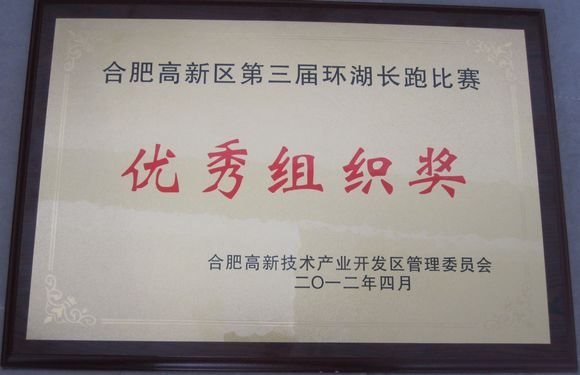 合肥高新区第三届环湖长跑比赛
优秀组织奖
合肥高新技术产业开发区管理委员会
二〇一二年四月